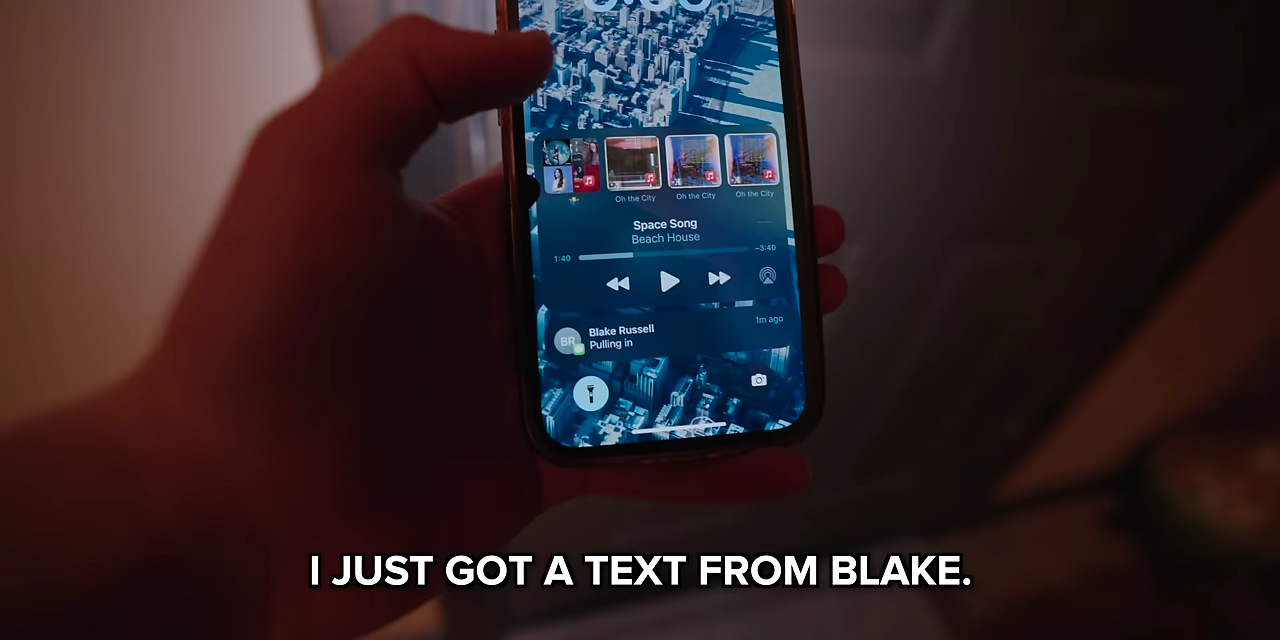 Oh the City
Oh the City
Oh the City
Space Song
Beach House
1:40
-3:40
Blake Russell
1m ago
BR
Pulling in
I JUST GOT A TEXT FROM BLAKE.